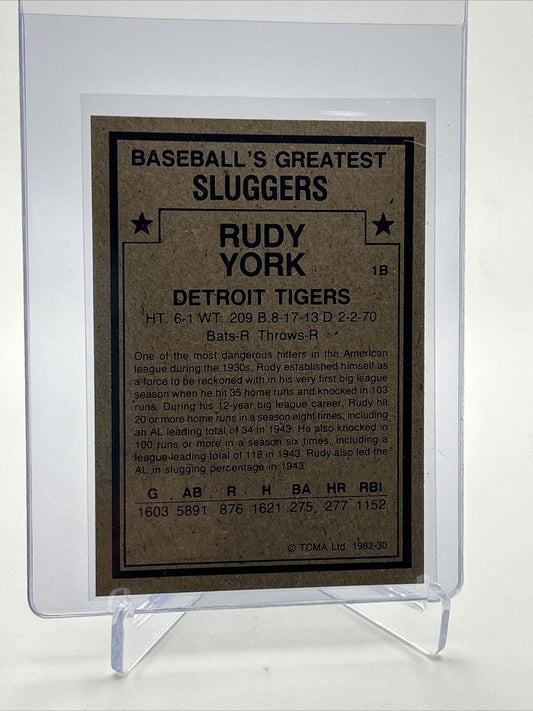 BASEBALL'S GREATEST
SLUGGERS
RUDY
YORK
1B
DETROIT TIGERS
HT. 6-1 WT. 209 B.8-17-13 D 2-2-70
Bats-R Throws-R
One of the most dangerous hitters in the American
league during the 1930s, Rudy established himself as
a force to be reckoned with in his very first big league
season when he hit 35 home runs and knocked in 103
runs. During his 12-year big league career, Rudy hit
20 or more home runs in a season eight times, including
an AL leading total of 34 in 1943. He also knocked in
100 runs or more in a season six times, including a
league-leading total of 118 in 1943. Rudy also led the
AL in slugging percentage in 1943.
G AB R H BA HR RBI
1603 5891 876 1621 .275, 277 1152
© TCMA Ltd. 1982-30